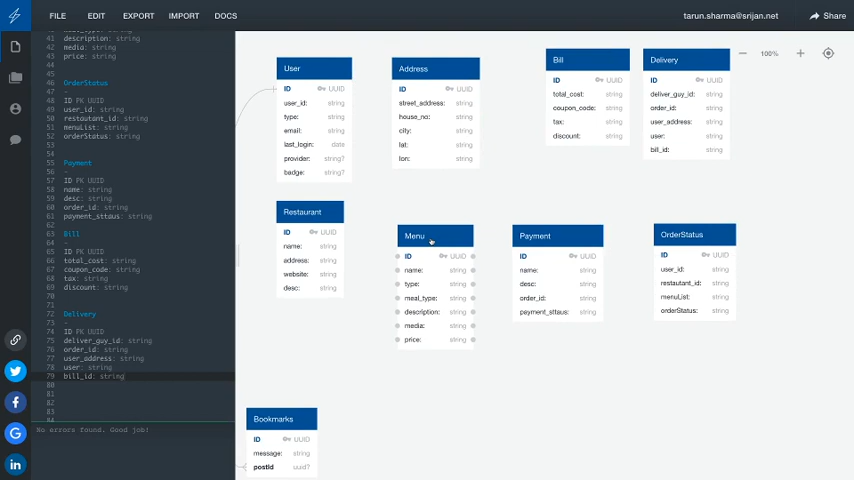 FILE EDIT EXPORT IMPORT DOCS
tarun.sharma@srijan.net Share
41 description: string
42 media: string
43 price: string
44
45
46 OrderStatus
47 -
48 ID PK UUID
49 user_id: string
50 restautant_id: string
51 menuList: string
52 orderStatus: string
53
54
55 Payment
56 -
57 ID PK UUID
58 name: string
59 desc: string
60 order_id: string
61 payment_sttaus: string
62
63 Bill
64 -
65 ID PK UUID
66 total_cost: string
67 coupon_code: string
68 tax: string
69 discount: string
70
71
72 Delivery
73 -
74 ID PK UUID
75 deliver_guy_id: string
76 order_id: string
77 user_address: string
78 user: string
79 bill_id: string
80
81
82
83
84
No errors found. Good job!
100%
User
ID UUID
user_id: string
type: string
email: string
last_login: date
provider: string?
badge: string?
Address
ID UUID
street_address: string
house_no: string
city: string
lat: string
lon: string
Bill
ID UUID
total_cost: string
coupon_code: string
tax: string
discount: string
Delivery
ID UUID
deliver_guy_id: string
order_id: string
user_address: string
user: string
bill_id: string
Restaurant
ID UUID
name: string
address: string
website: string
desc: string
Menu
ID UUID
name: string
type: string
meal_type: string
description: string
media: string
price: string
Payment
ID UUID
name: string
desc: string
order_id: string
payment_sttaus: string
OrderStatus
ID UUID
user_id: string
restautant_id: string
menuList: string
orderStatus: string
Bookmarks
ID UUID
message: string
postId uuid?